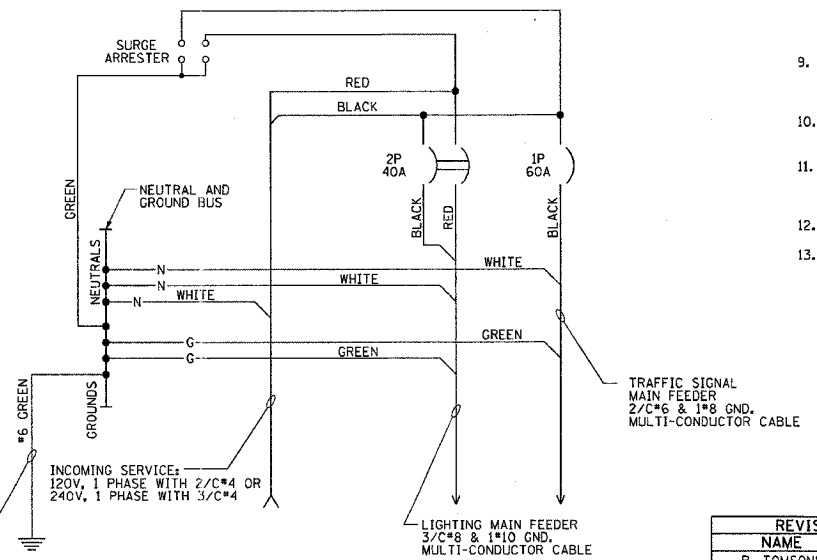 SURGE
ARRESTER
RED
BLACK
2P
40A
1P
60A
NEUTRAL AND
GROUND BUS
GREEN
BLACK
RED
BLACK
NEUTRALS
N
WHITE
N
WHITE
N
WHITE
G
GREEN
G
GREEN
GROUNDS
#6 GREEN
TRAFFIC SIGNAL
MAIN FEEDER
2/C#6 & 1#8 GND.
MULTI-CONDUCTOR CABLE
INCOMING SERVICE:
120V, 1 PHASE WITH 2/C#4 OR
240V, 1 PHASE WITH 3/C#4
LIGHTING MAIN FEEDER
3/C#8 & 1#10 GND.
MULTI-CONDUCTOR CABLE
9.
10.
11.
12.
13.
REVIS
NAME